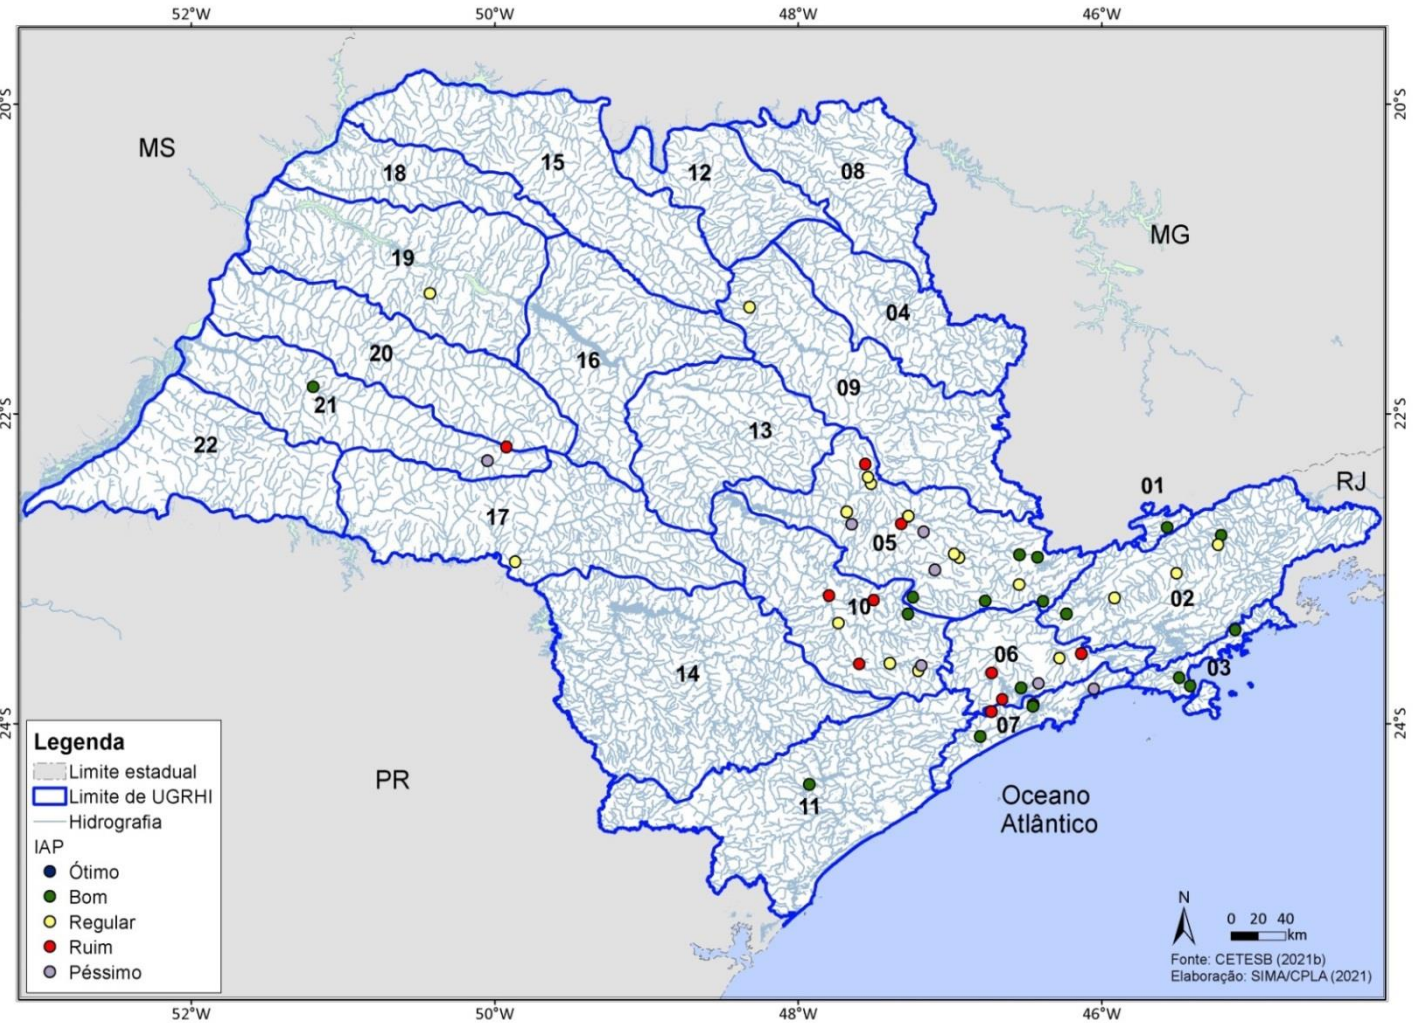 52°W 50°W 48°W 46°W
20°S 20°S
MS
15
12
08
18
MG
19
04
20
16
09
21
13
22
RJ
01
17
05
02
10
06
03
14
07
22°S 22°S
24°S 24°S
PR
11
Oceano
Atlântico
Legenda
Limite estadual
Limite de UGRHI
Hidrografia
IAP
Ótimo
Bom
Regular
Ruim
Péssimo
N
0 20 40
km
Fonte: CETESB (2021b)
Elaboração: SIMA/CPLA (2021)
52°W 50°W 48°W 46°W